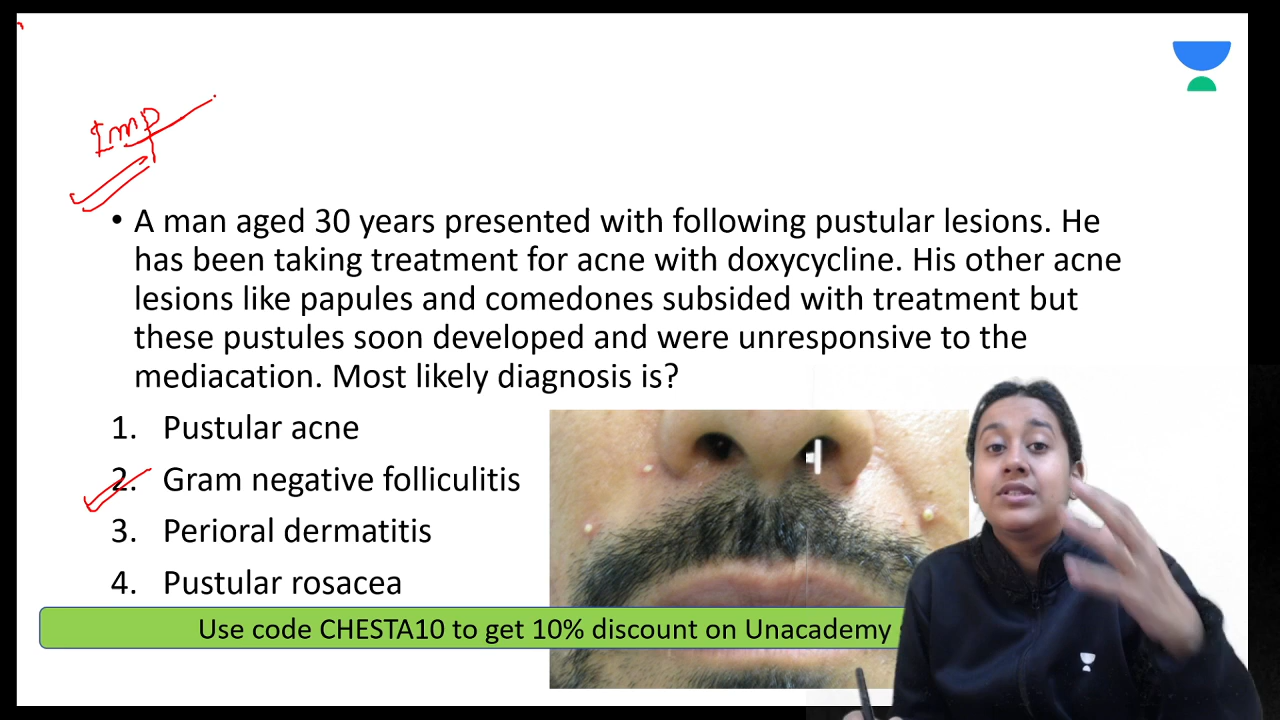 Imp
• A man aged 30 years presented with following pustular lesions. He
has been taking treatment for acne with doxycycline. His other acne
lesions like papules and comedones subsided with treatment but
these pustules soon developed and were unresponsive to the
mediacation. Most likely diagnosis is?
1. Pustular acne
2. Gram negative folliculitis
3. Perioral dermatitis
4. Pustular rosacea
Use code CHESTA10 to get 10% discount on Unacademy